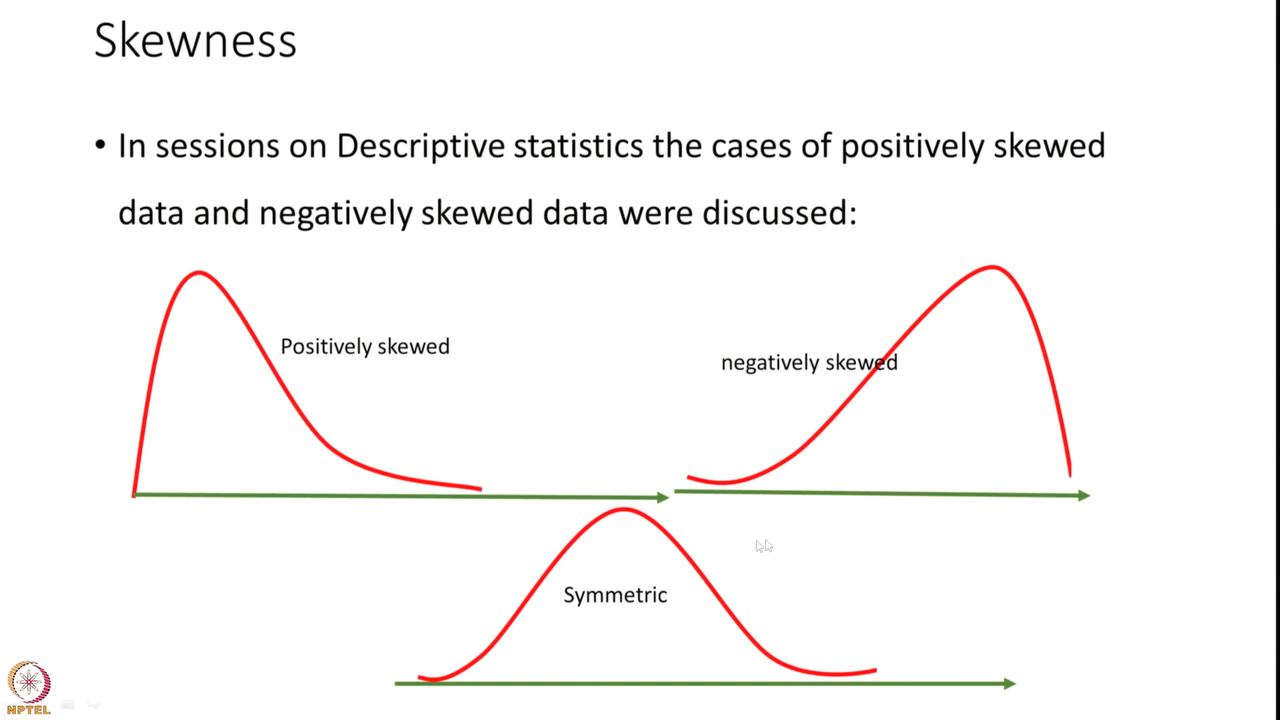 Skewness
• In sessions on Descriptive statistics the cases of positively skewed
data and negatively skewed data were discussed:
Positively skewed
negatively skewed
Symmetric
NPTEL